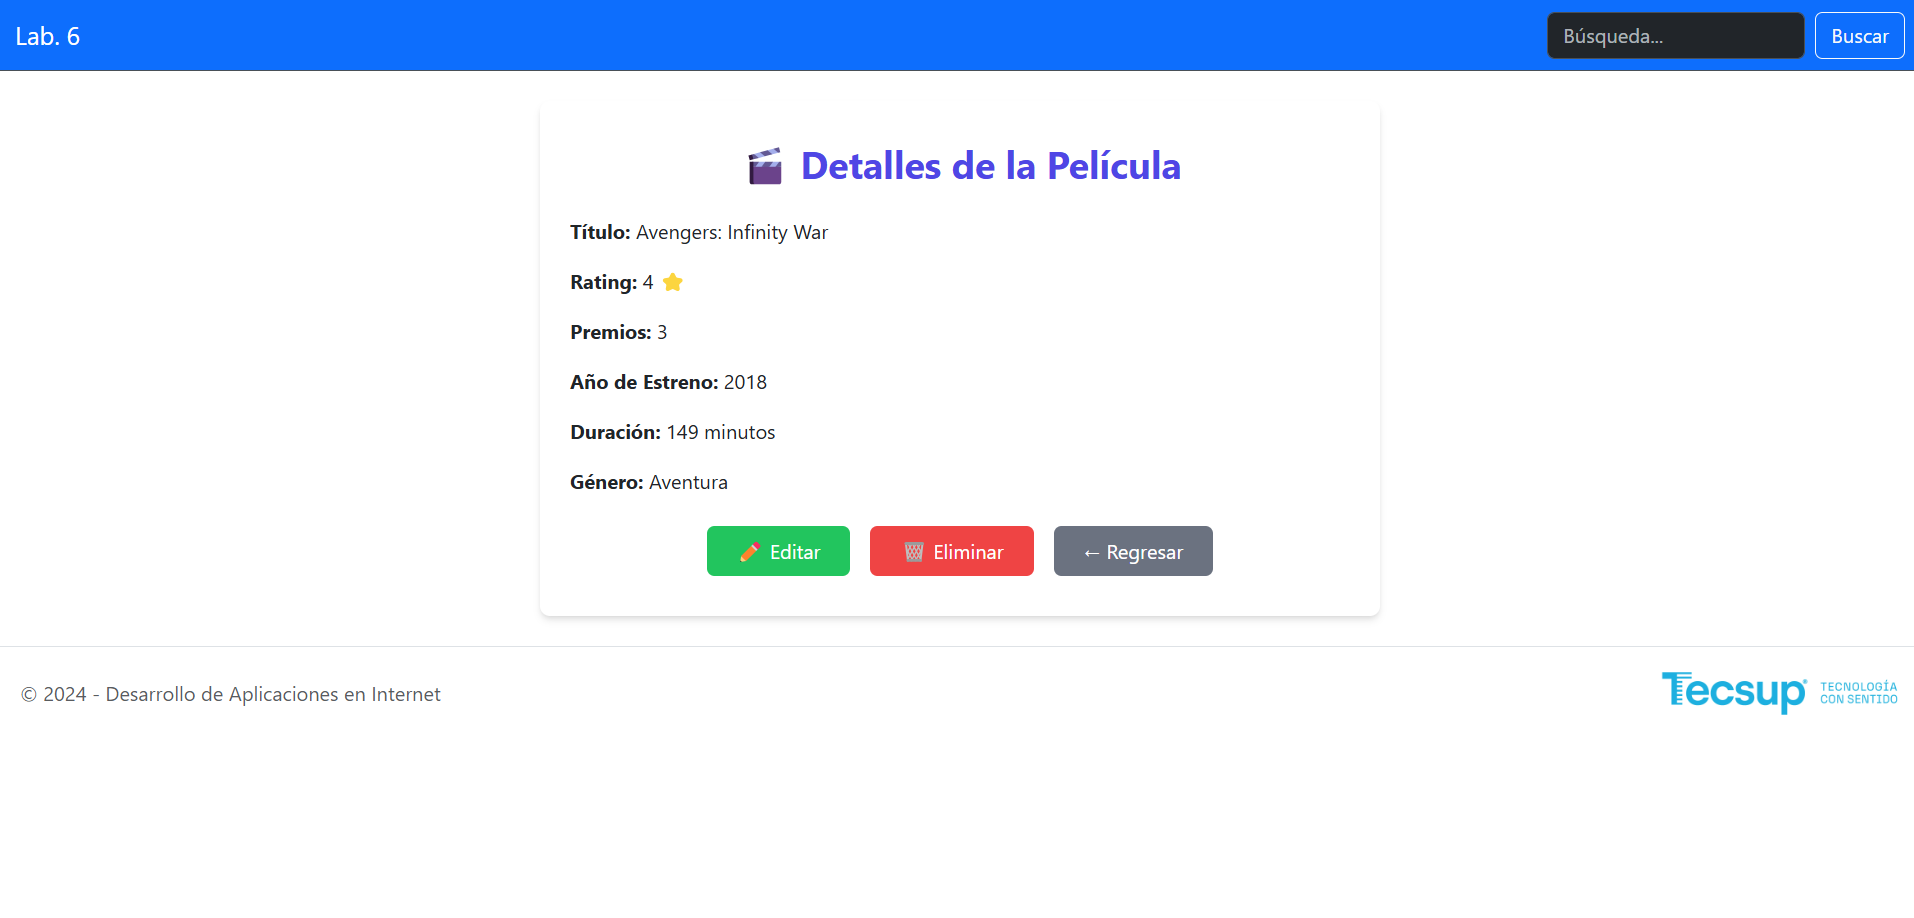 Lab. 6
Búsqueda...
Buscar
🎬 Detalles de la Película
Título: Avengers: Infinity War
Rating: 4 ⭐
Premios: 3
Año de Estreno: 2018
Duración: 149 minutos
Género: Aventura
✏️ Editar
🗑️ Eliminar
← Regresar
© 2024 - Desarrollo de Aplicaciones en Internet
Tecsup
TECNOLOGÍA
CON SENTIDO